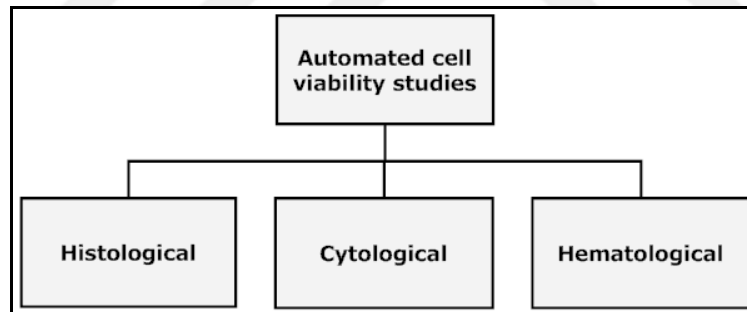 Automated cell
viability studies
Histological
Cytological
Hematological